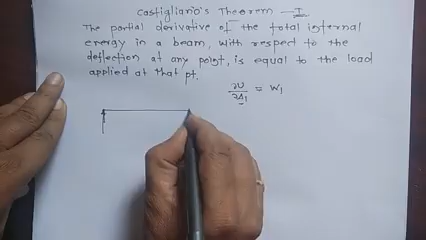 Castigliano's Theorem - I
The partial derivative of the total internal
energy in a beam, with respect to the
deflection at any point, is equal to the load
applied at that pt.
∂U/∂Δ₁ = W₁